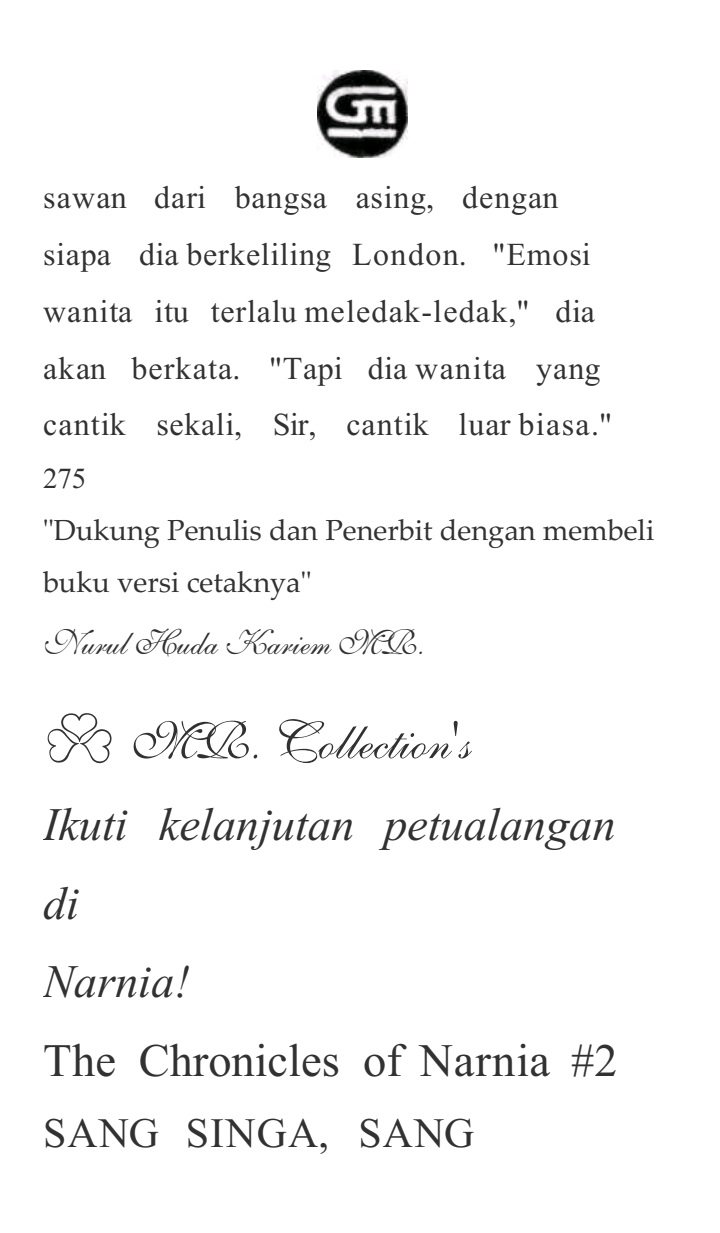 Gm
sawan dari bangsa asing, dengan
siapa dia berkeliling London. "Emosi
wanita itu terlalu meledak-ledak," dia
akan berkata. "Tapi dia wanita yang
cantik sekali, Sir, cantik luar biasa."
275
"Dukung Penulis dan Penerbit dengan membeli
buku versi cetaknya"
Nurul Huda Kariem MR.
MR. Collection's
Ikuti kelanjutan petualangan
di
Narnia!
The Chronicles of Narnia #2
SANG SINGA, SANG